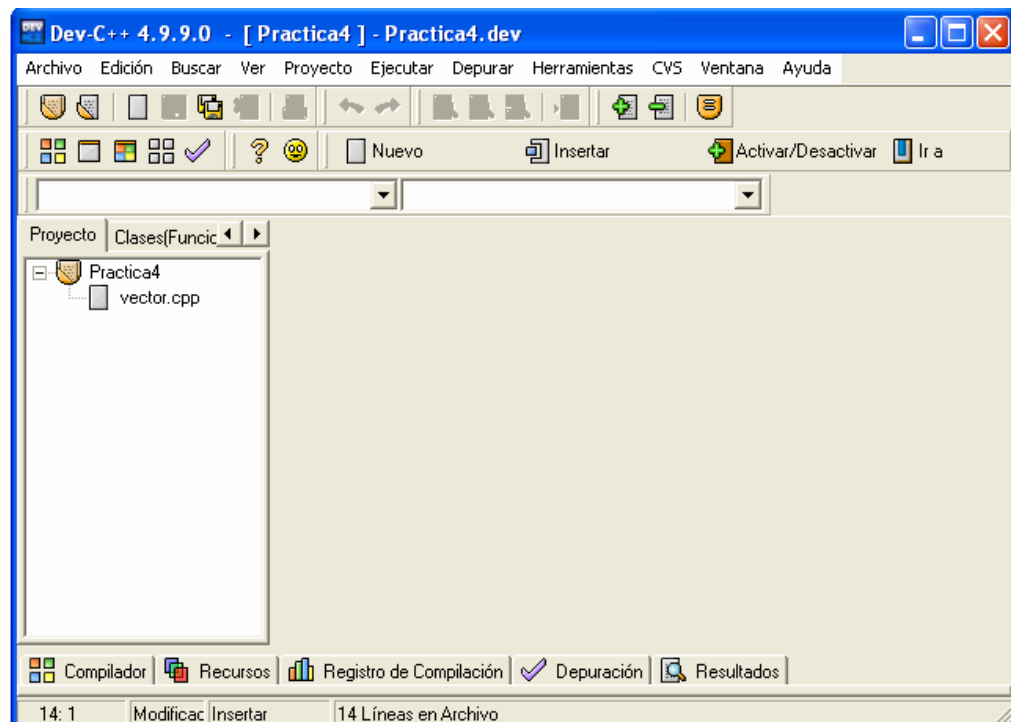 Dev-C++ 4.9.9.0 - [ Practica4 ] - Practica4.dev
Archivo Edición Buscar Ver Proyecto Ejecutar Depurar Herramientas CVS Ventana Ayuda
Nuevo Insertar Activar/Desactivar Ir a
Proyecto Clases(Funcic
Practica4
vector.cpp
Compilador Recursos Registro de Compilación Depuración Resultados
14: 1 Modificac Insertar 14 Líneas en Archivo